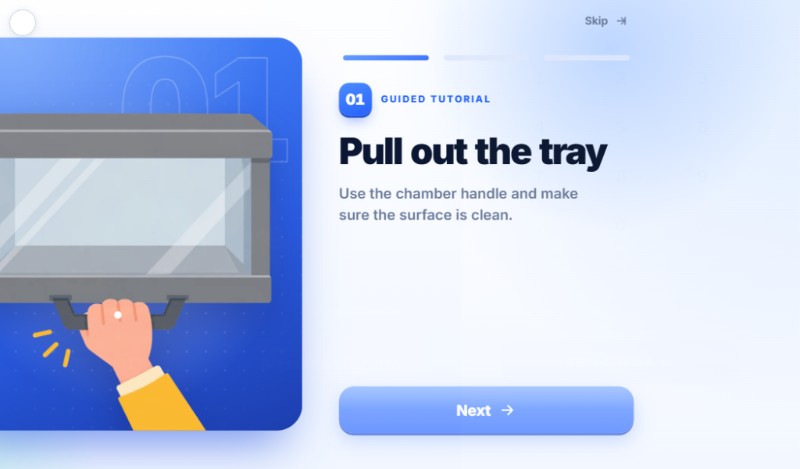 Skip
01
01
GUIDED TUTORIAL
Pull out the tray
Use the chamber handle and make
sure the surface is clean.
Next